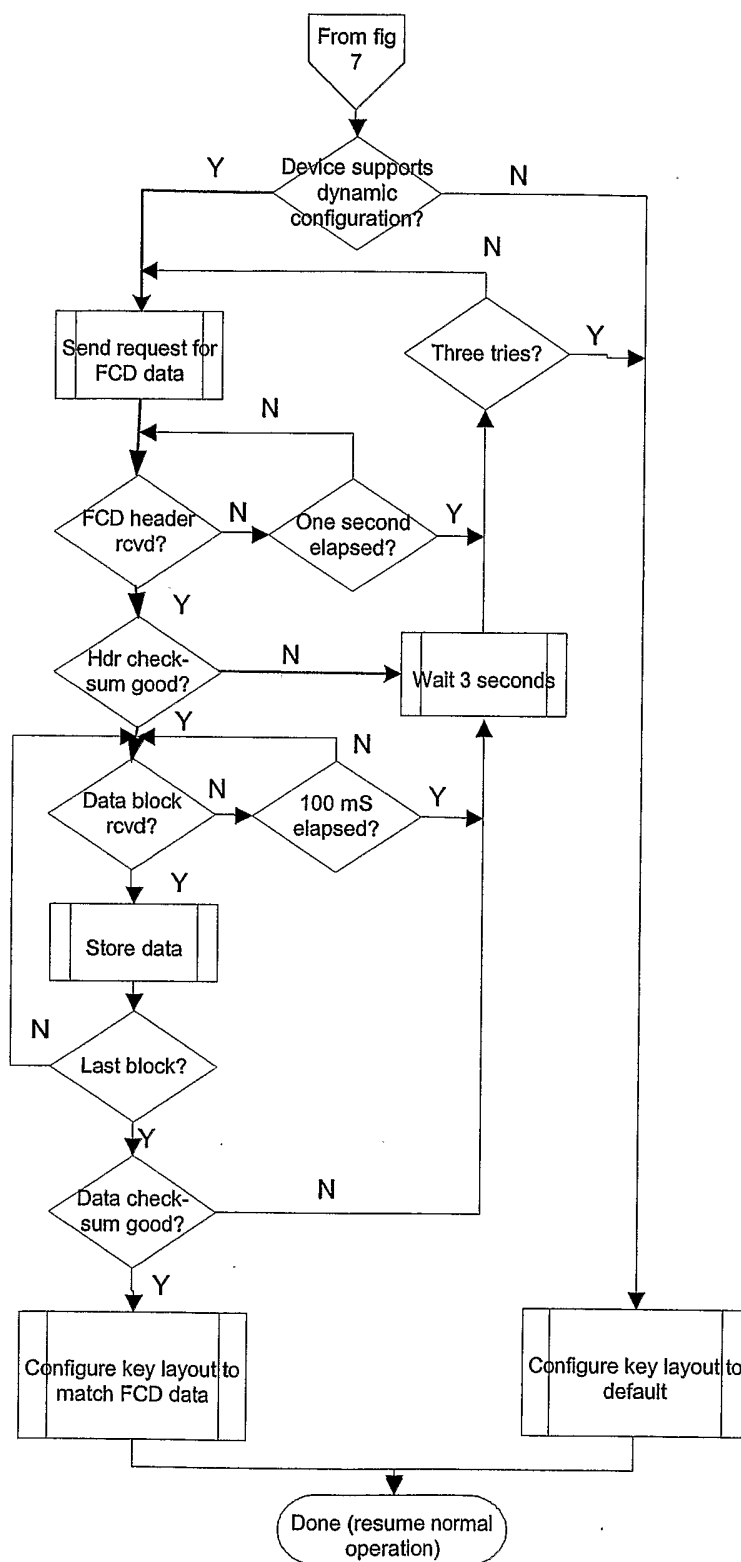 From fig
7
Y
Device supports
dynamic
configuration?
N
N
Send request for
FCD data
Three tries?
Y
N
FCD header
rcvd?
N
One second
elapsed?
Y
Y
Hdr check-
sum good?
N
Wait 3 seconds
Y
N
Data block
rcvd?
N
100 mS
elapsed?
Y
Y
Store data
N
Last block?
Y
Data check-
sum good?
N
Y
Configure key layout to
match FCD data
Configure key layout to
default
Done (resume normal
operation)